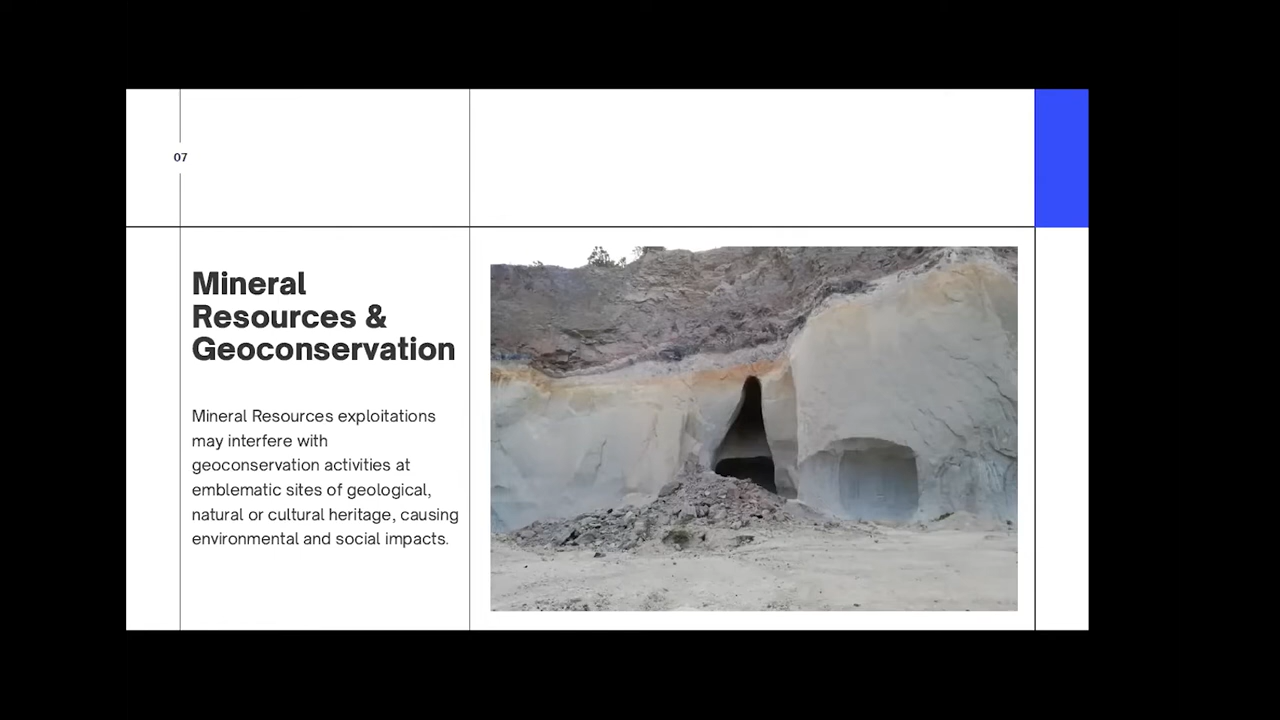 07
Mineral
Resources &
Geoconservation
Mineral Resources exploitations
may interfere with
geoconservation activities at
emblematic sites of geological,
natural or cultural heritage, causing
environmental and social impacts.